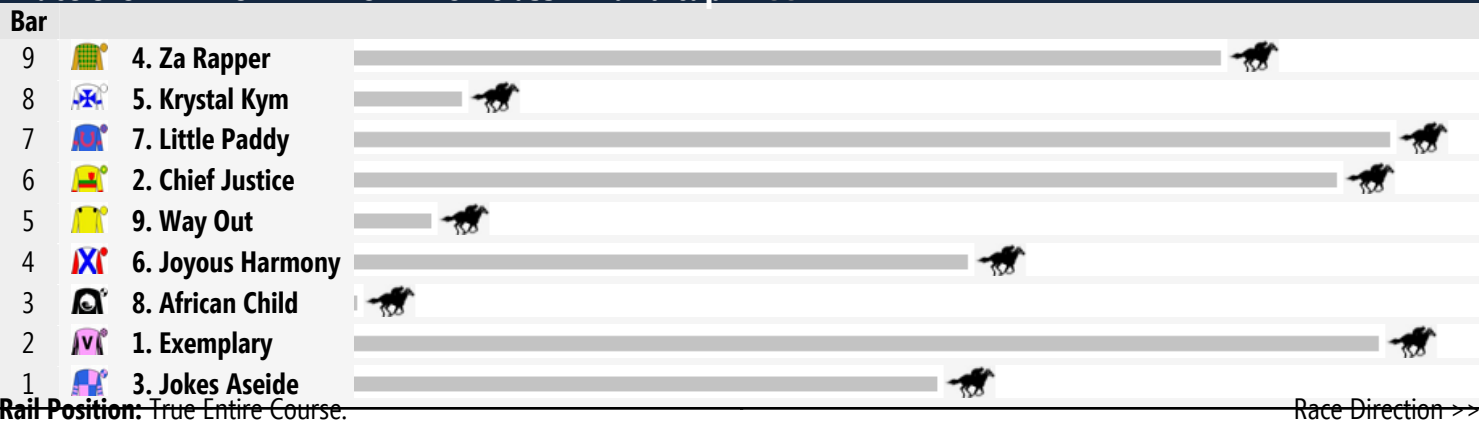 Bar
9 4. Za Rapper
8 5. Krystal Kym
7 7. Little Paddy
6 2. Chief Justice
5 9. Way Out
4 6. Joyous Harmony
3 8. African Child
2 V 1. Exemplary
1 3. Jokes Aseide
Rail Position: True Entire Course. Race Direction >>